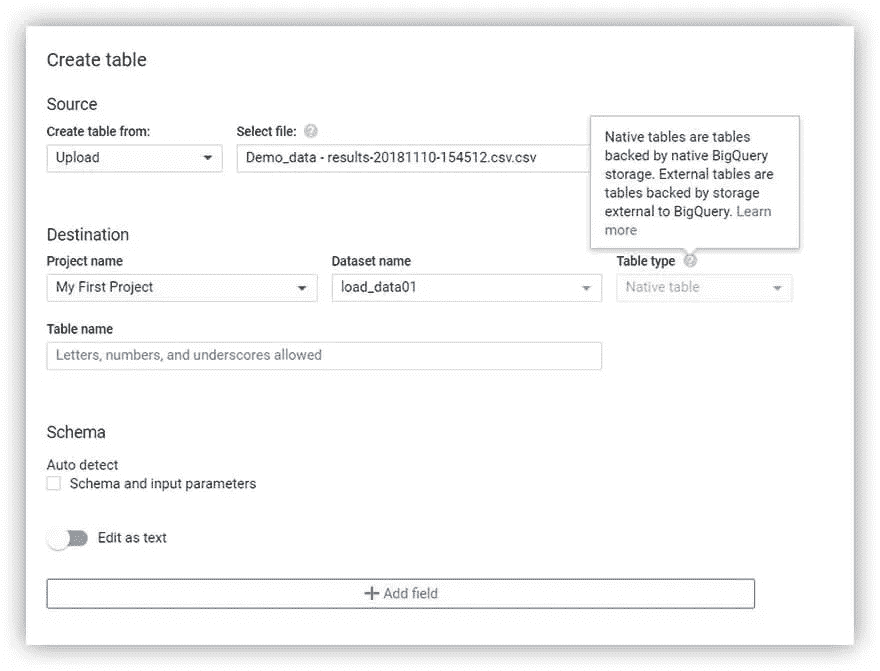 Create table
Source
Create table from:
Select file:
Upload
Demo_data - results-20181110-154512.csv.csv
Native tables are tables
backed by native BigQuery
storage. External tables are
tables backed by storage
external to BigQuery. Learn
more
Destination
Project name
Dataset name
Table type
My First Project
load_data01
Native table
Table name
Letters, numbers, and underscores allowed
Schema
Auto detect
Schema and input parameters
Edit as text
Add field